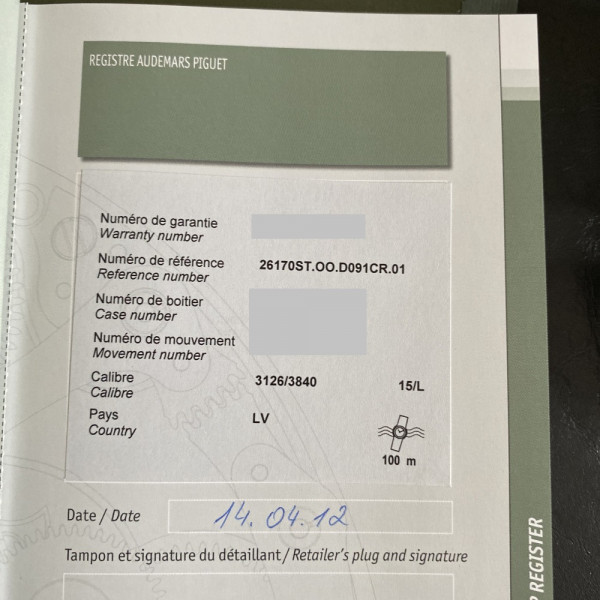 REGISTRE AUDEMARS PIGUET
Numéro de garantie
Warranty number
Numéro de référence 26170ST.OO.D091CR.01
Reference number
Numéro de boitier
Case number
Numéro de mouvement
Movement number
Calibre 3126/3840 15/L
Calibre
Pays LV
Country
100 m
Date / Date 14.04.12
Tampon et signature du détaillant / Retailer's plug and signature
REGISTER